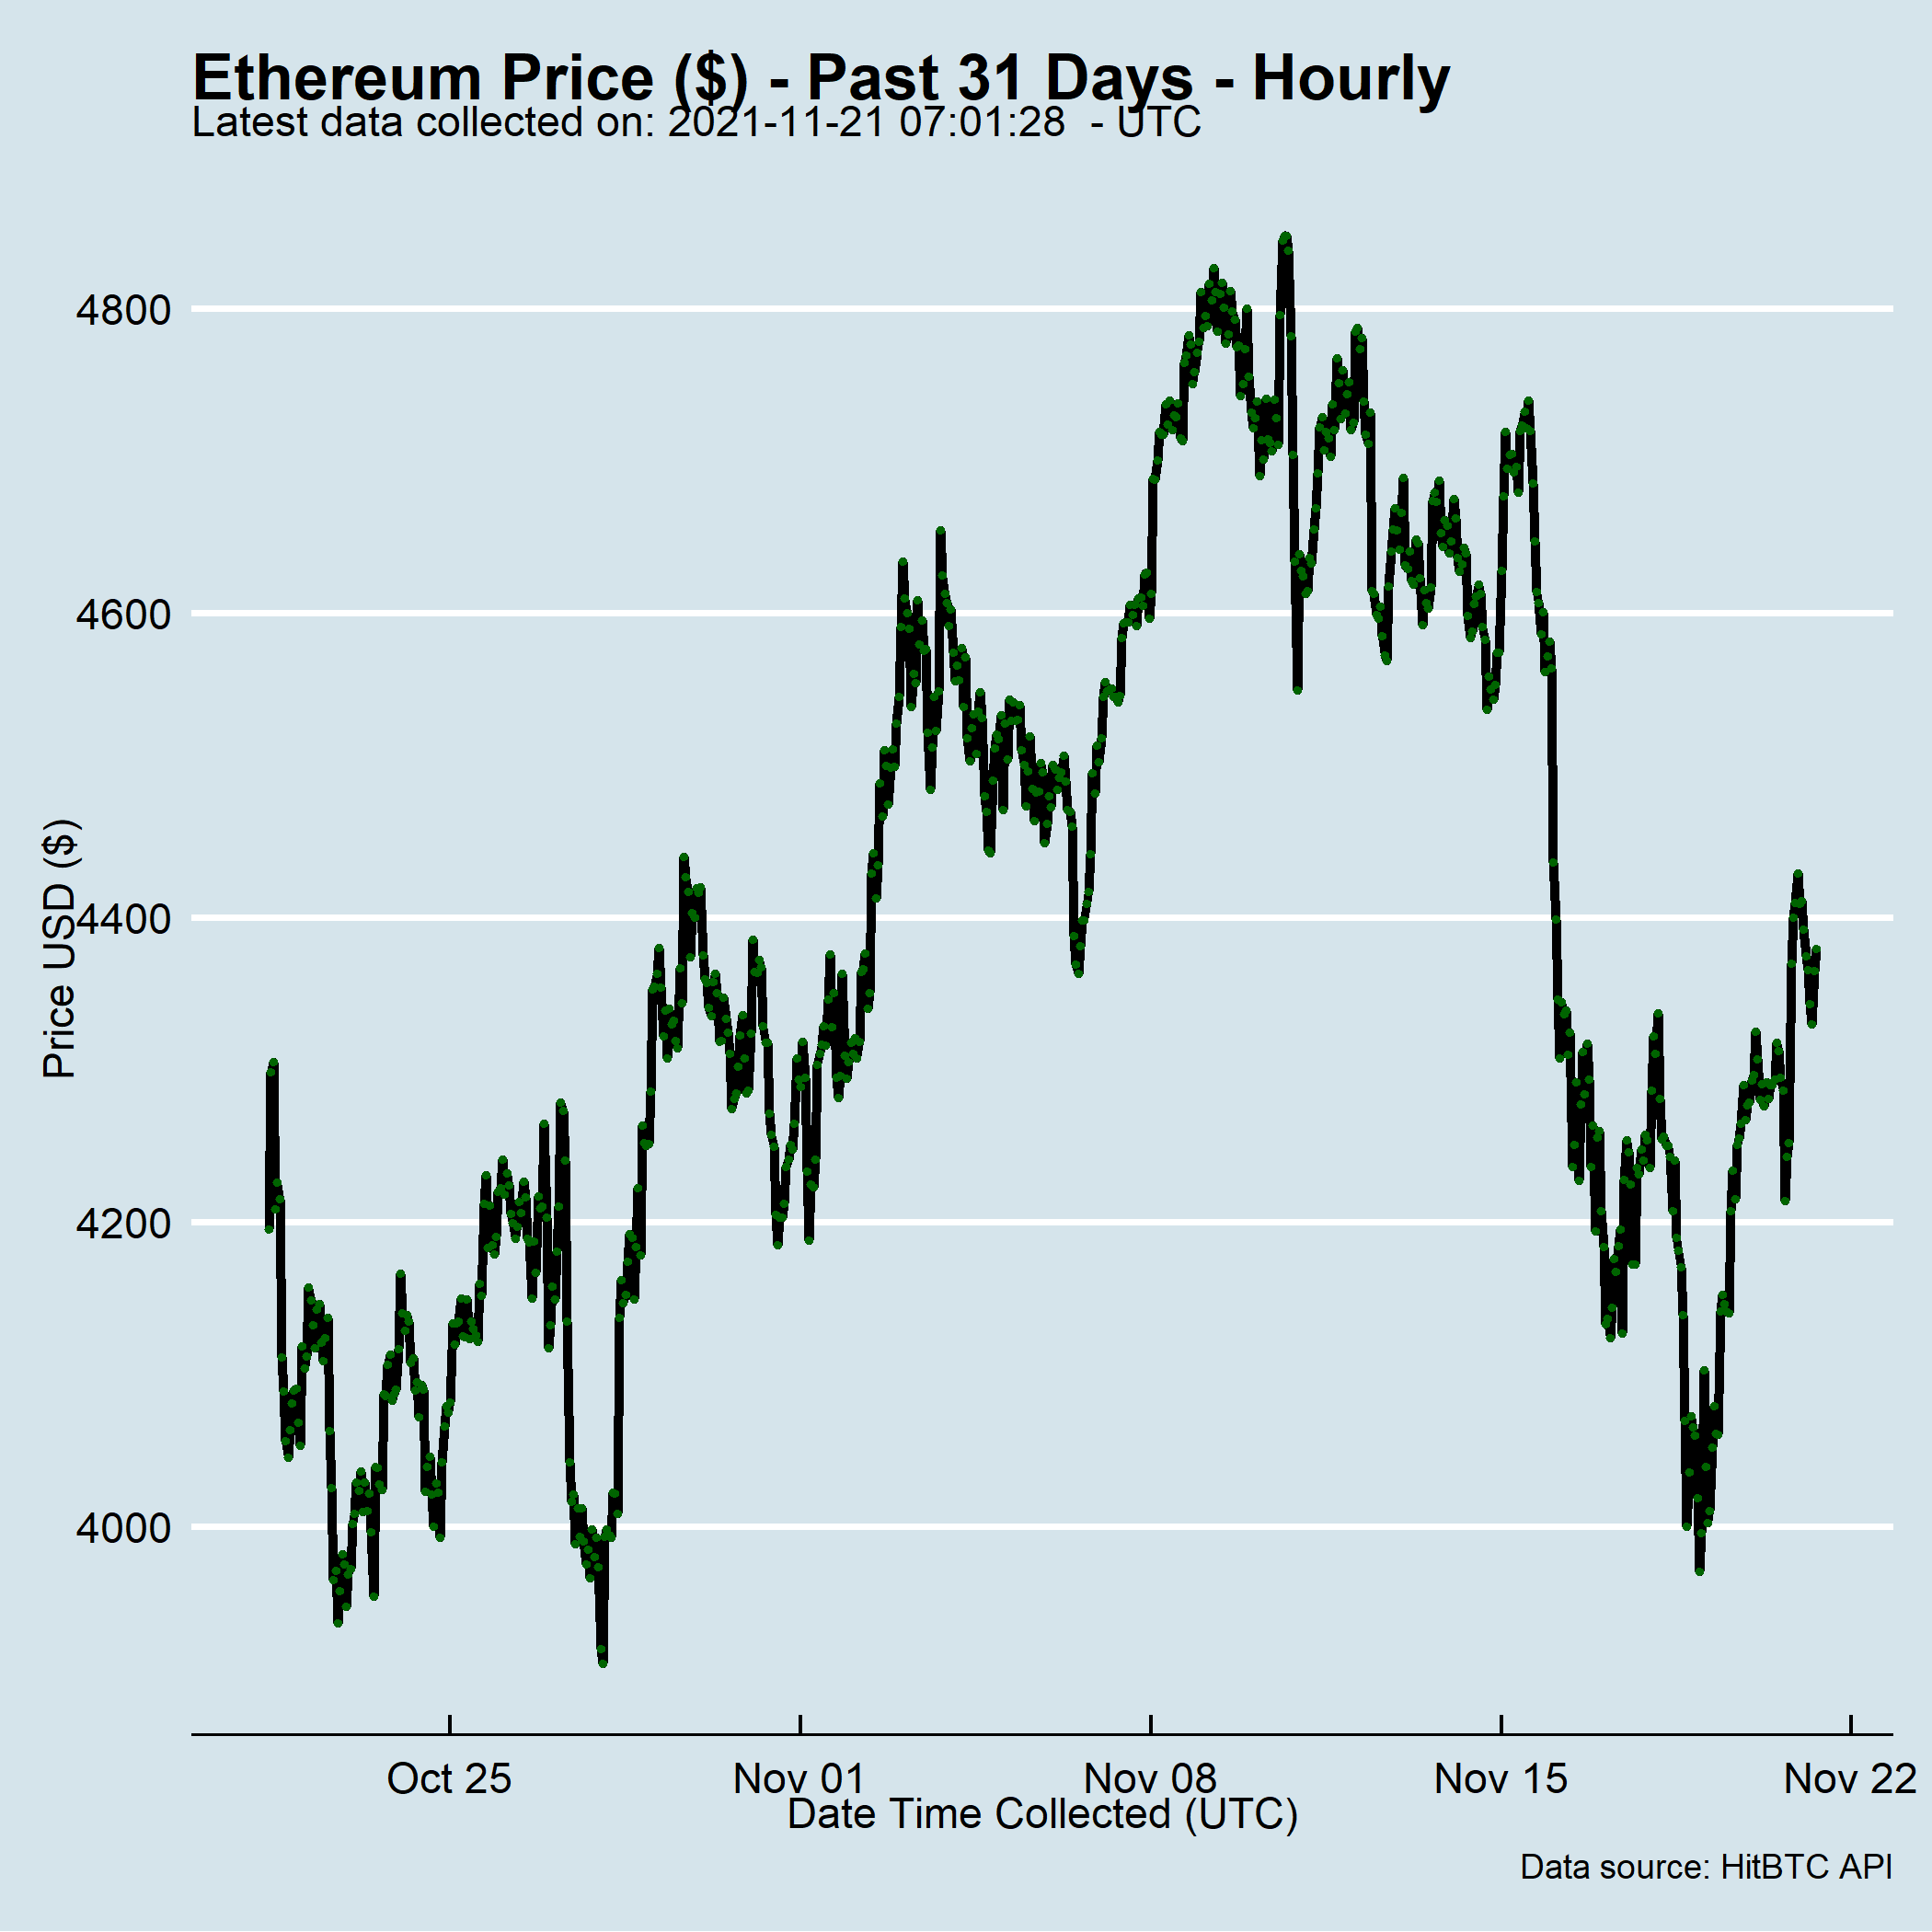 Ethereum Price ($) - Past 31 Days - Hourly
Latest data collected on: 2021-11-21 07:01:28  - UTC
4800
4600
4400
4200
4000
Price USD ($)
Oct 25
Nov 01
Nov 08
Nov 15
Nov 22
Date Time Collected (UTC)
Data source: HitBTC API